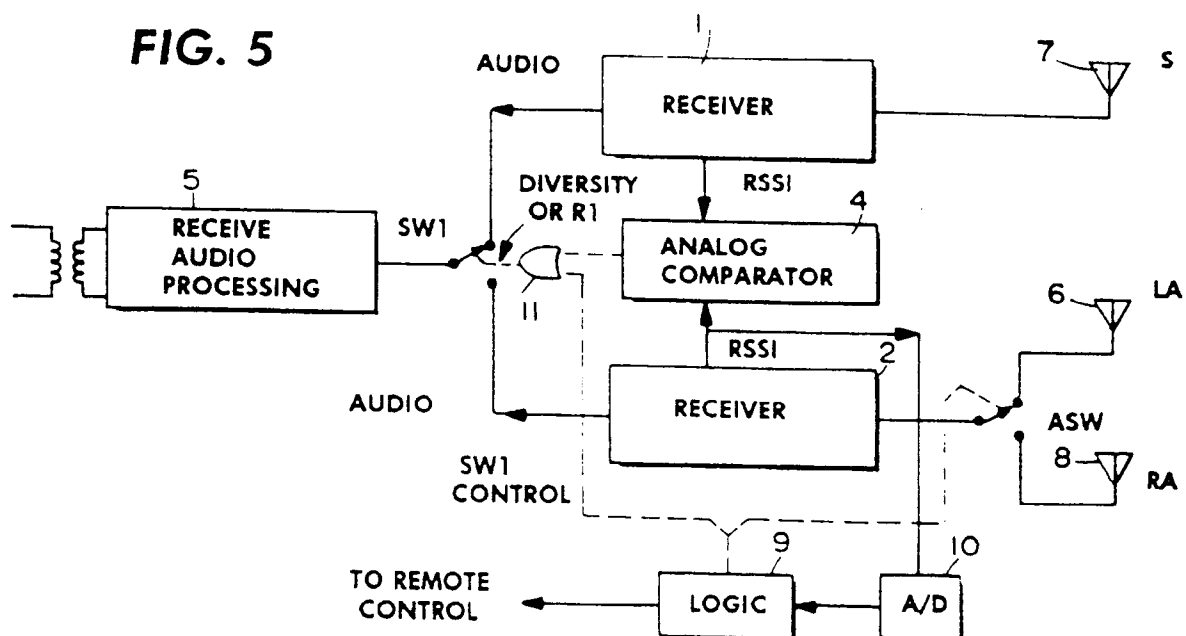 FIG. 5
1
7
S
AUDIO
RECEIVER
5
DIVERSITY
OR R1
RSSI
4
SW1
RECEIVE
AUDIO
PROCESSING
ANALOG
COMPARATOR
6
LA
11
RSSI
2
AUDIO
RECEIVER
ASW
8
RA
SW1
CONTROL
9
10
TO REMOTE
CONTROL
LOGIC
A/D